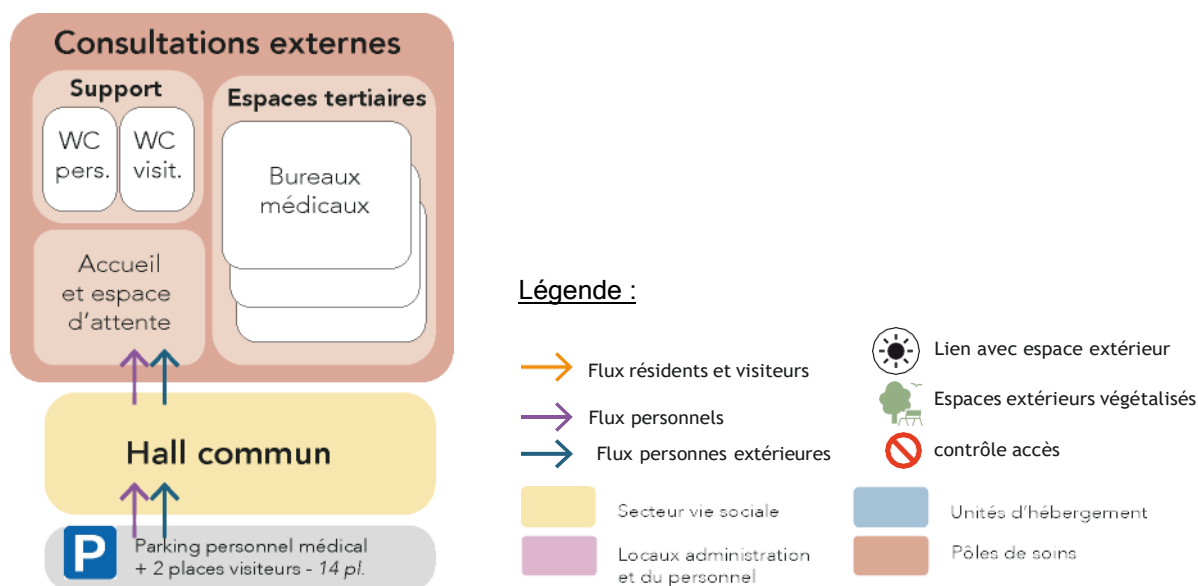 Consultations externes
Support
WC
pers.
WC
visit.
Espaces tertiaires
Bureaux
médicaux
Accueil
et espace
d'attente
Hall commun
P
Parking personnel médical
+ 2 places visiteurs - 14 pl.
Légende :
Flux résidents et visiteurs
Flux personnels
Flux personnes extérieures
Lien avec espace extérieur
Espaces extérieurs végétalisés
contrôle accès
Secteur vie sociale
Locaux administration
et du personnel
Unités d'hébergement
Pôles de soins